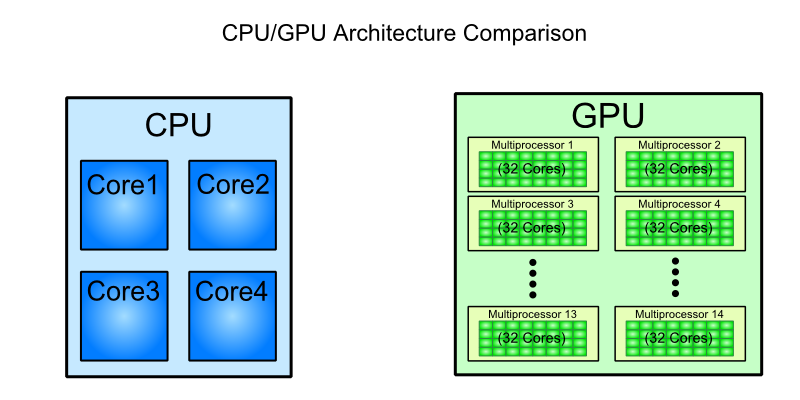 CPU/GPU Architecture Comparison
CPU
Core1
Core2
Core3
Core4
GPU
Multiprocessor 1
(32 Cores)
Multiprocessor 2
(32 Cores)
Multiprocessor 3
(32 Cores)
Multiprocessor 4
(32 Cores)
Multiprocessor 13
(32 Cores)
Multiprocessor 14
(32 Cores)